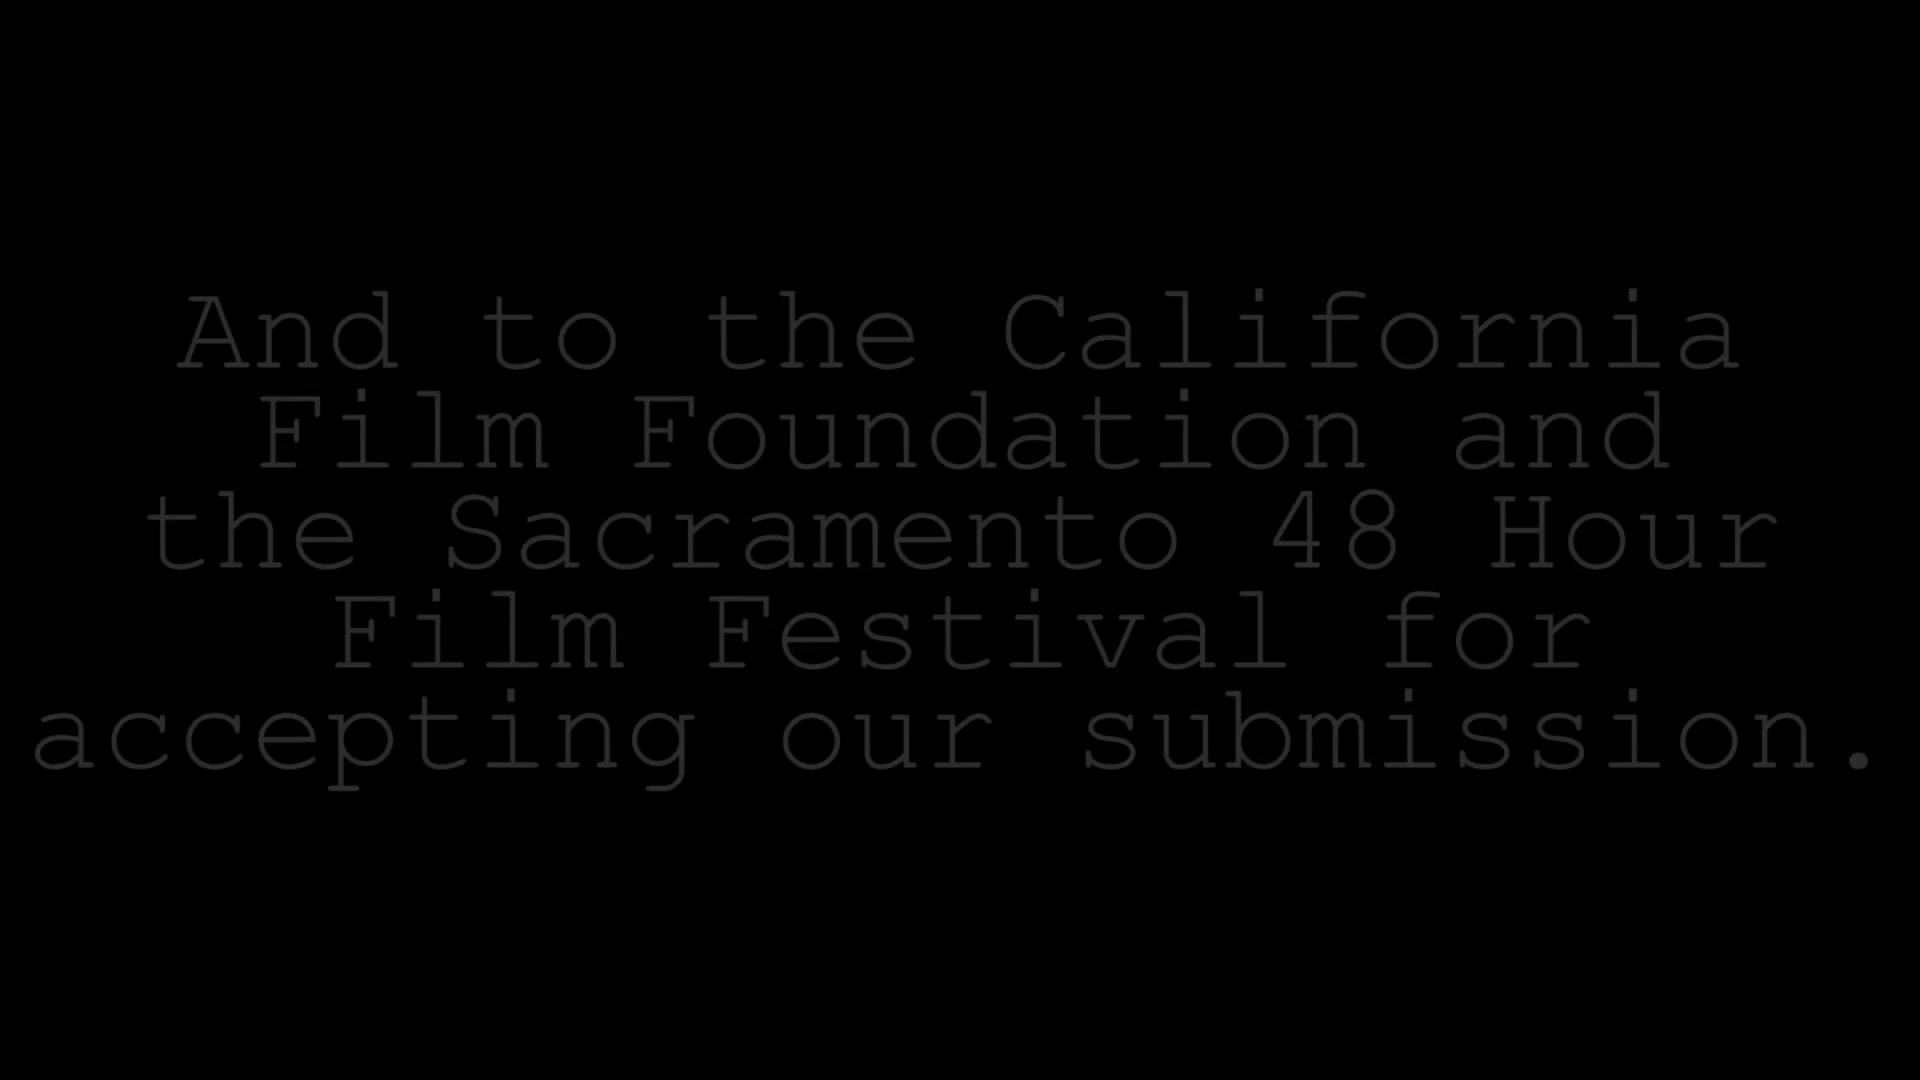 And to the California
Film Foundation and
the Sacramento 48 Hour
Film Festival for
accepting our submission.